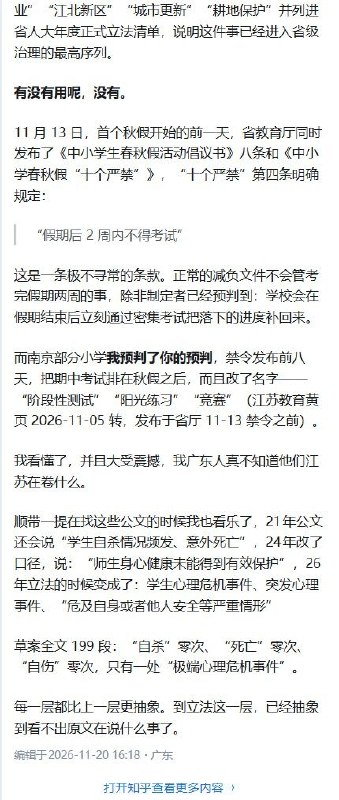 业”“江北新区”“城市更新”“耕地保护”并列进
省人大年度正式立法清单，说明这件事已经进入省级
治理的最高序列。
有没有用呢，没有。
11 月 13 日，首个秋假开始的前一天，省教育厅同时
发布了《中小学生春秋假活动倡议书》八条和《中小
学春秋假“十个严禁”》，“十个严禁”第四条明确
规定：
“假期后 2 周内不得考试”
这是一条极不寻常的条款。正常的减负文件不会管考
完假期两周的事，除非制定者已经预判到：学校会在
假期结束后立刻通过密集考试把落下的进度补回来。
而南京部分小学我预判了你的预判，禁令发布前八
天，把期中考试排在秋假之后，而且改了名字——
“阶段性测试”“阳光练习”“竞赛”（江苏教育黄
页 2026-11-05 转，发布于省厅 11-13 禁令之前）。
我看懂了，并且大受震撼，我广东人真不知道他们江
苏在卷什么。
顺带一提在找这些公文的时候我也看乐了，21 年公文
还会说“学生自杀情况频发、意外死亡”，24 年改了
口径，说：“师生身心健康未能得到有效保护”，26
年立法的时候变成了：学生心理危机事件、突发心理
事件、“危及自身或者他人安全等严重情形”
草案全文 199 段：“自杀”零次、“死亡”零次、
“自伤”零次，只有一处“极端心理危机事件”。
每一层都比上一层更抽象。到立法这一层，已经抽象
到看不出原文在说什么事了。
编辑于 2026-11-20 16:18・广东
打开知乎查看更多内容 〉